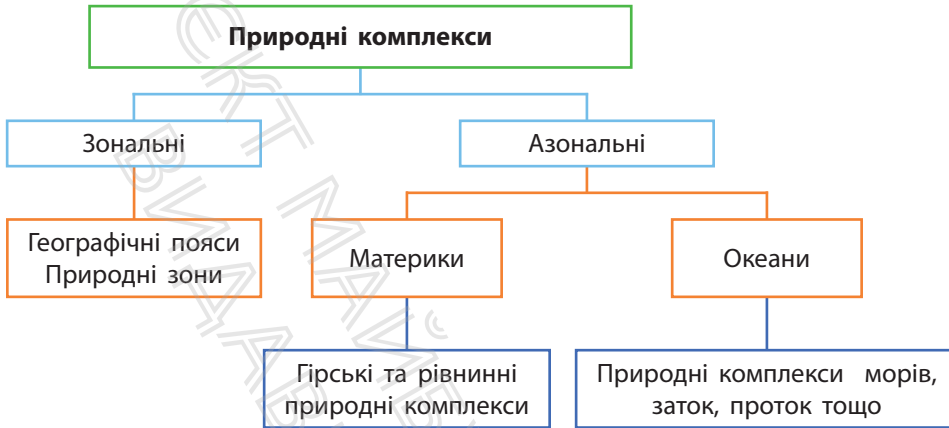 Природні комплекси
Зональні
Азональні
Географічні пояси
Природні зони
Материки
Океани
Гірські та рівнинні
природні комплекси
Природні комплекси морів,
заток, проток тощо